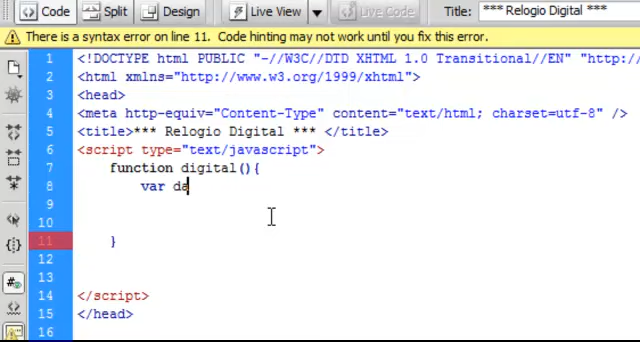 Code Split Design Live View Live Code Title: *** Relogio Digital ***
There is a syntax error on line 11. Code hinting may not work until you fix this error.
1 <!DOCTYPE html PUBLIC "-//W3C//DTD XHTML 1.0 Transitional//EN" "http://
2 <html xmlns="http://www.w3.org/1999/xhtml">
3 <head>
4 <meta http-equiv="Content-Type" content="text/html; charset=utf-8" />
5 <title>*** Relogio Digital *** </title>
6 <script type="text/javascript">
7 function digital(){
8 var da
9
10
11 }
12
13
14 </script>
15 </head>
16